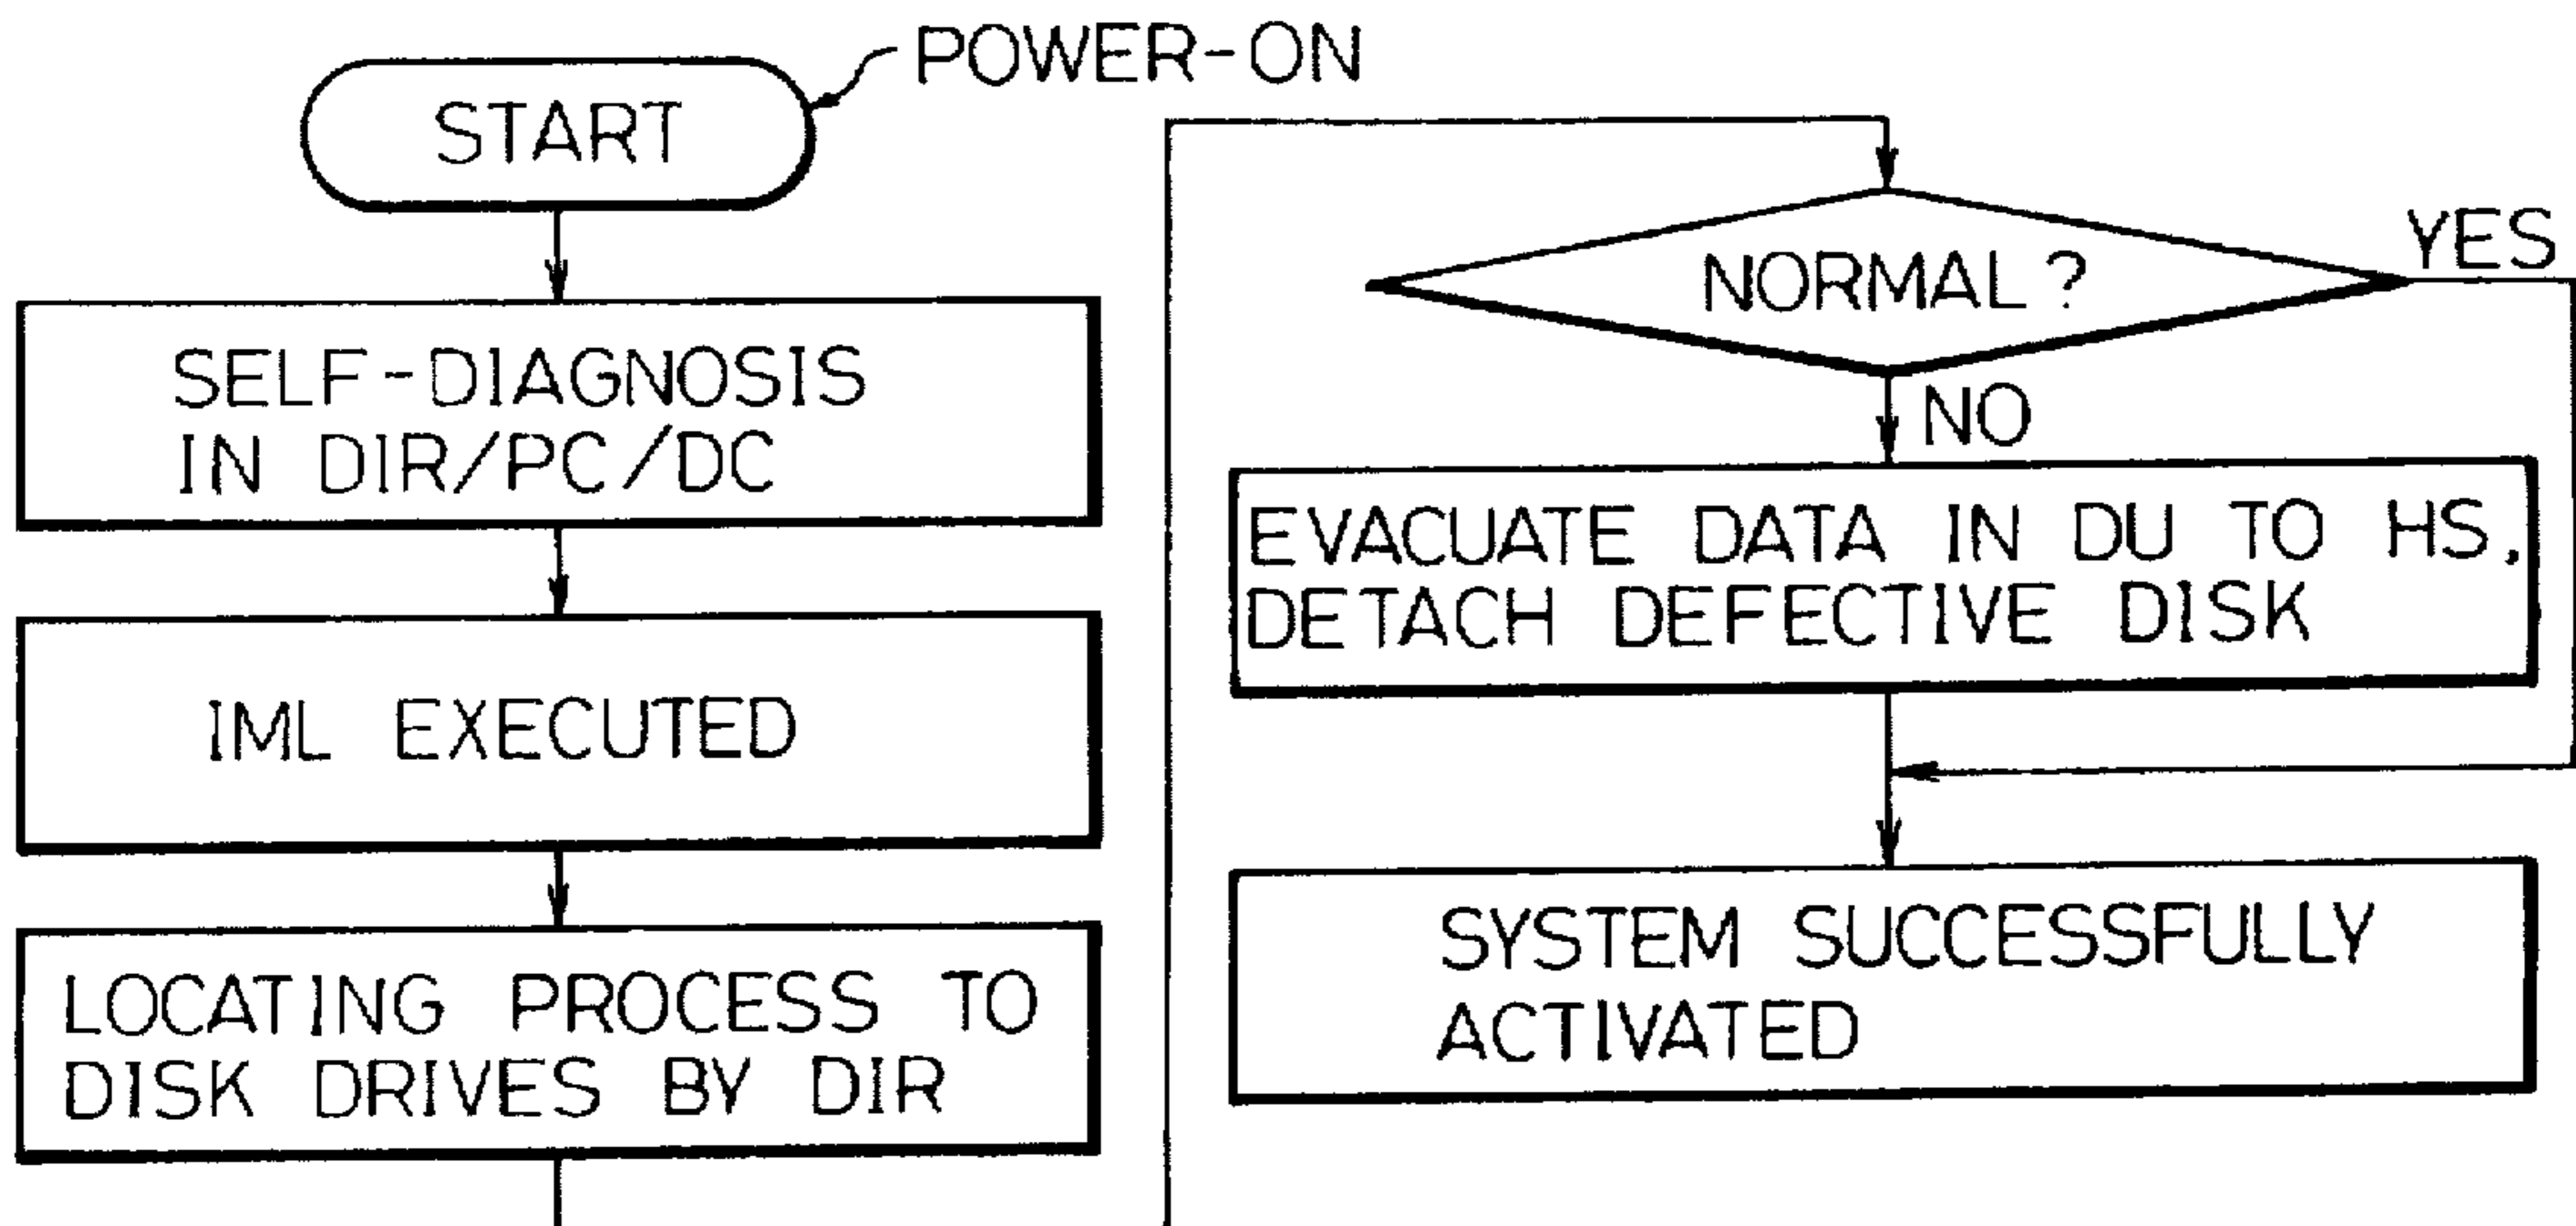 POWER-ON
START
SELF-DIAGNOSIS
IN DIR/PC/DC
IML EXECUTED
LOCATING PROCESS TO
DISK DRIVES BY DIR
NORMAL?
YES
NO
EVACUATE DATA IN DU TO HS,
DETACH DEFECTIVE DISK
SYSTEM SUCCESSFULLY
ACTIVATED